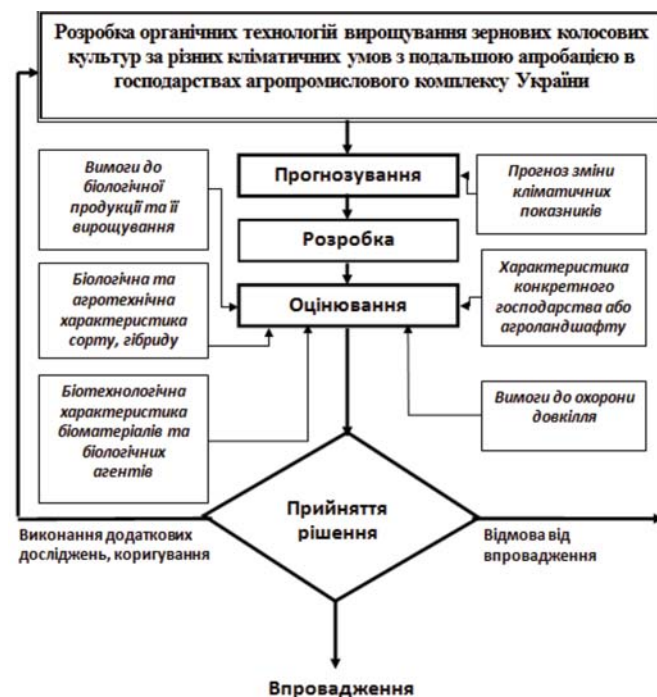 Розробка органічних технологій вирощування зернових колосових
культур за різних кліматичних умов з подальшою апробацією в
господарствах агропромислового комплексу України
Вимоги до
біологічної
продукції та її
вирощування
Прогнозування
Прогноз зміни
кліматичних
показників
Розробка
Біологічна та
агротехнічна
характеристика
сорту, гібриду
Оцінювання
Характеристика
конкретного
господарства або
агроландшафту
Біотехнологічна
характеристика
біоматеріалів та
біологічних
агентів
Вимоги до охорони
довкілля
Прийняття
рішення
Виконання додаткових
досліджень, коригування
Відмова від
впровадження
Впровадження